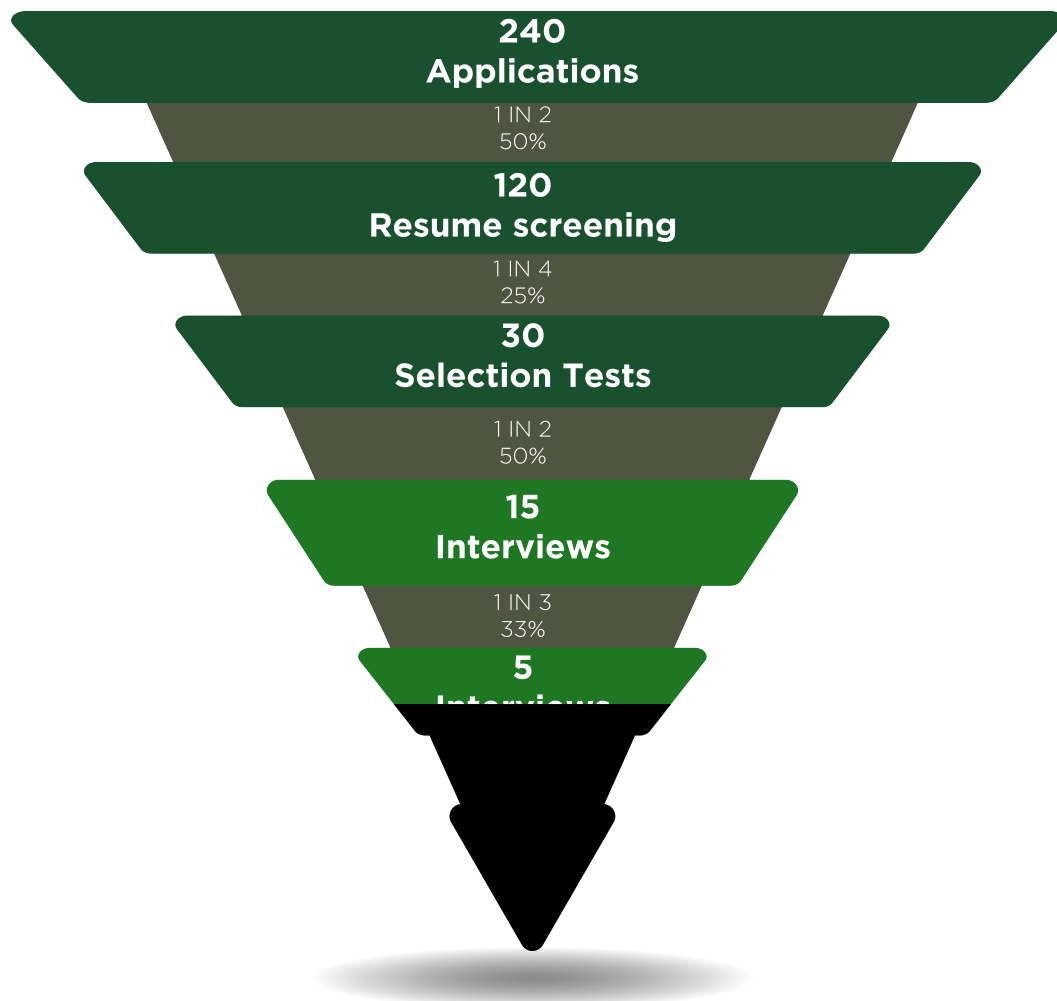 240
Applications
1 IN 2
50%
120
Resume screening
1 IN 4
25%
30
Selection Tests
1 IN 2
50%
15
Interviews
1 IN 3
33%
5
Interviews